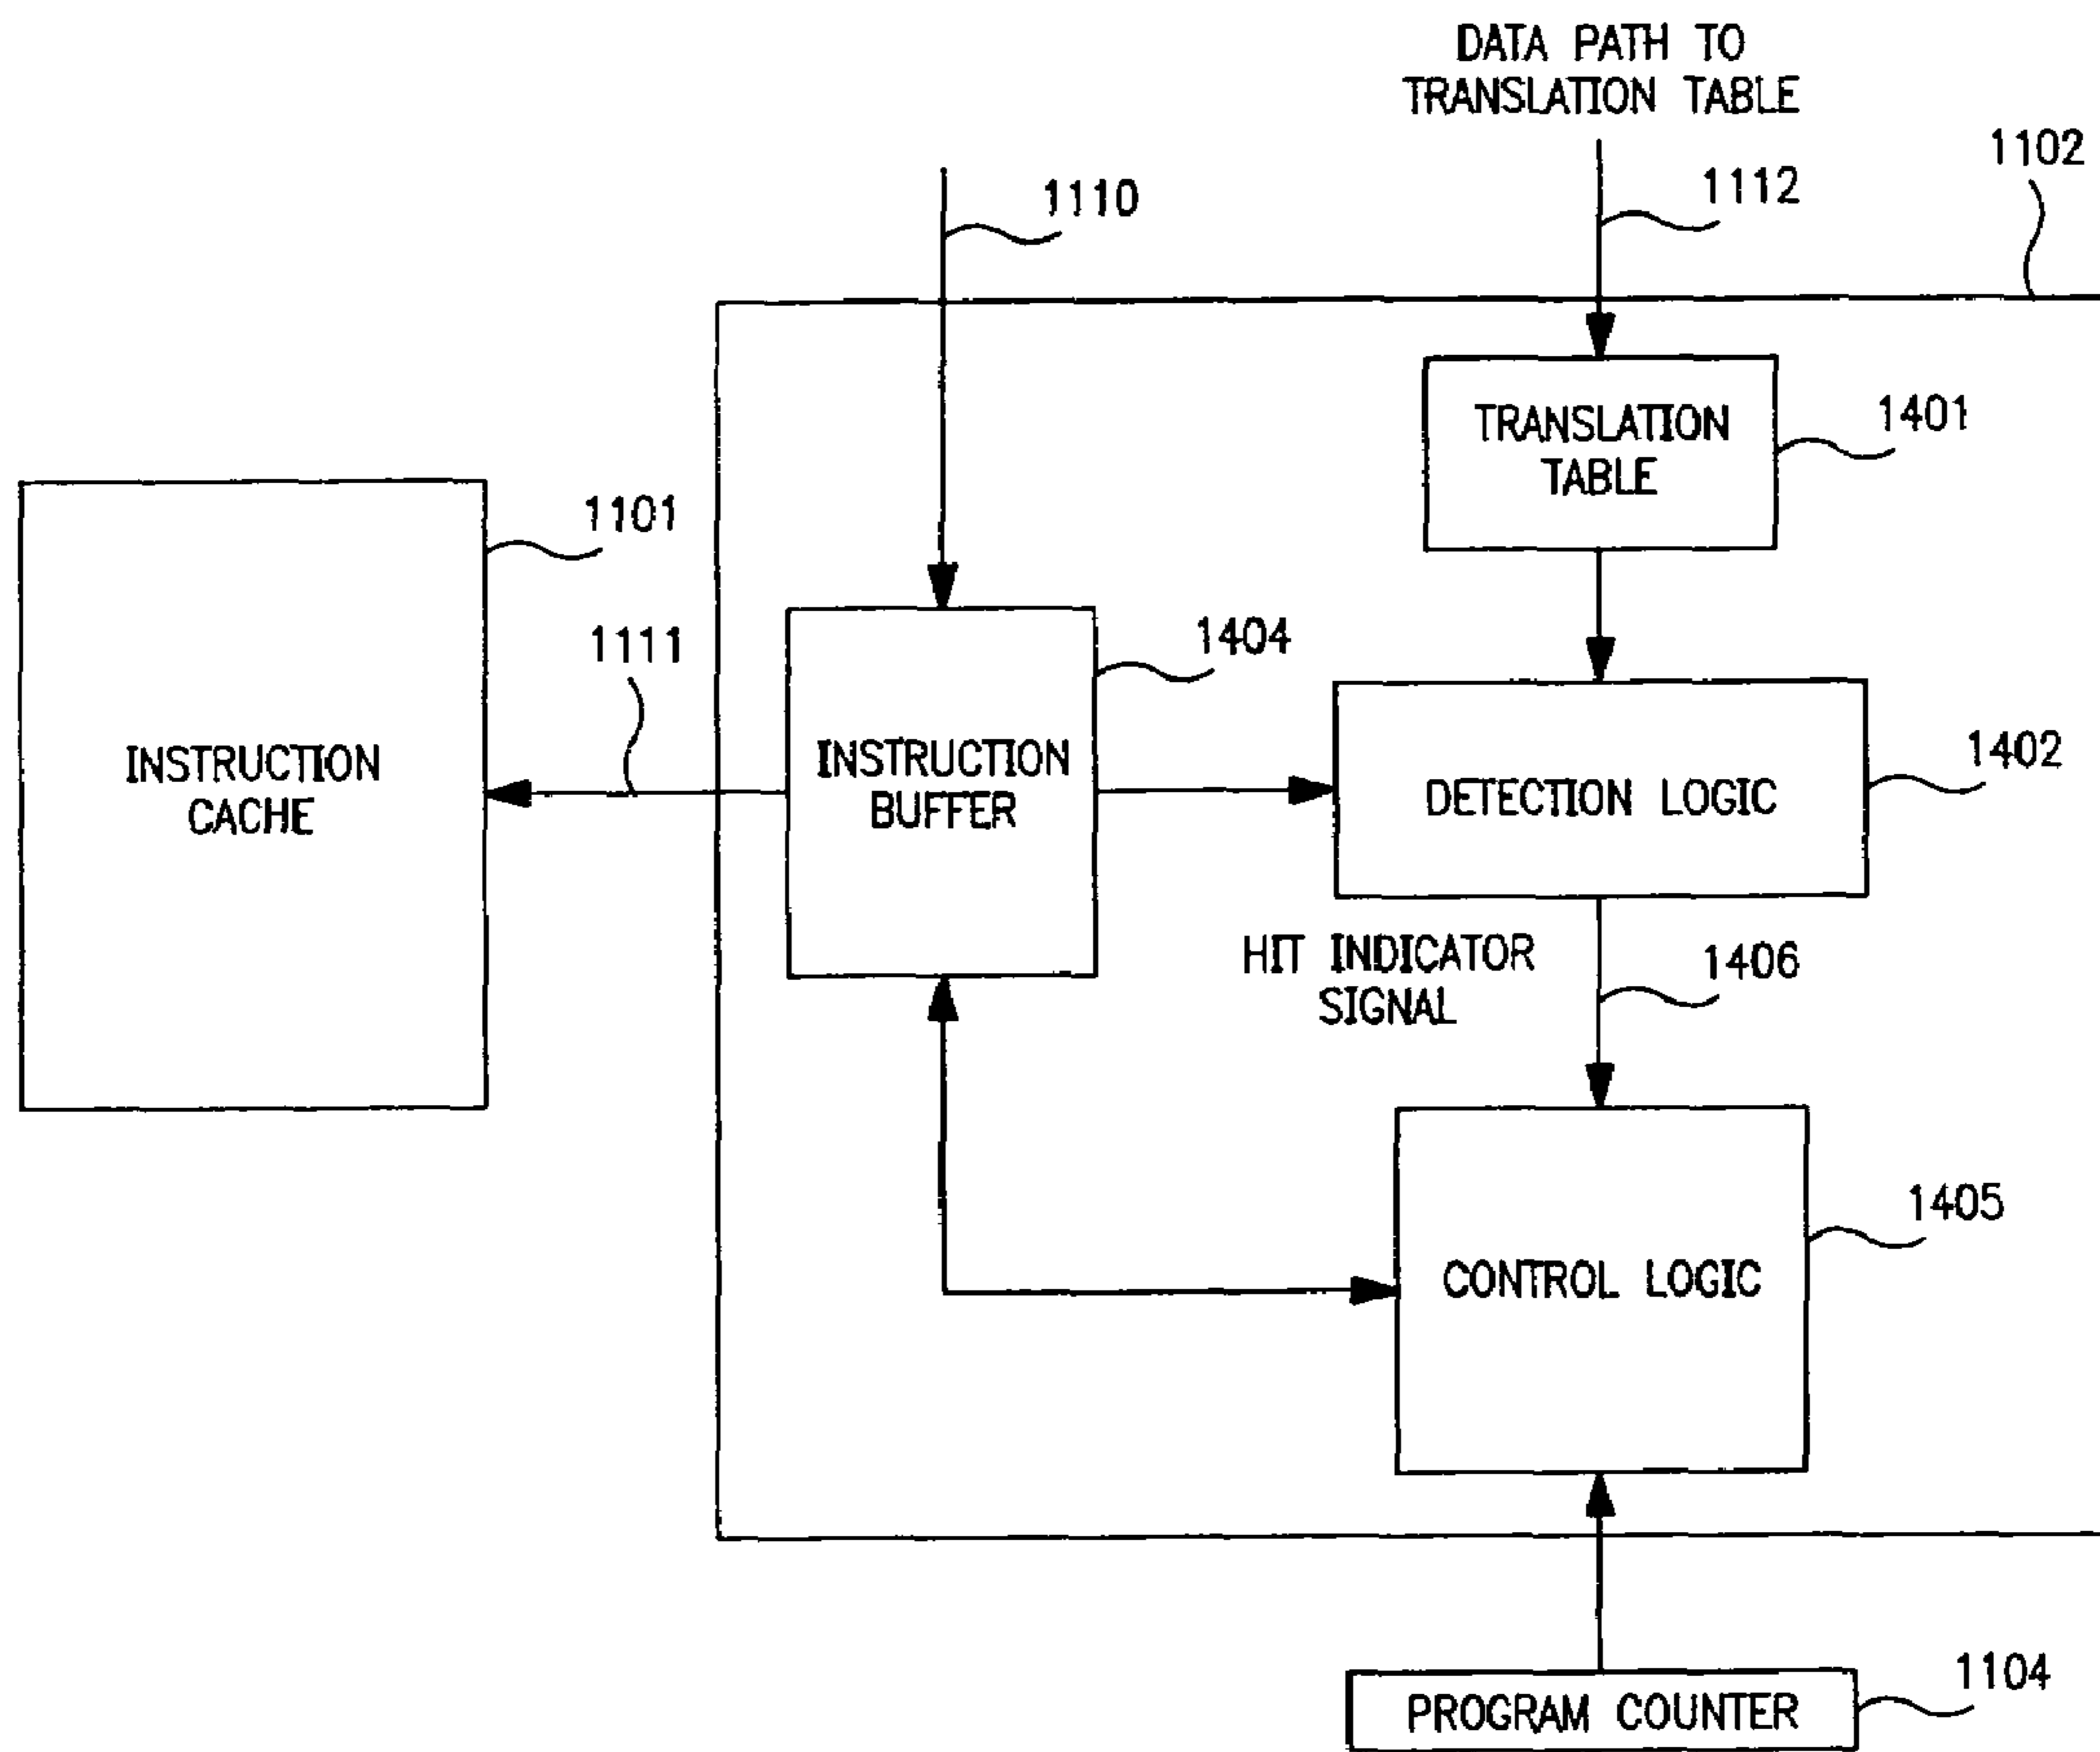 DATA PATH TO
TRANSLATION TABLE
1102
1110
1112
1401
TRANSLATION
TABLE
1101
1111
1404
INSTRUCTION
CACHE
INSTRUCTION
BUFFER
1402
DETECTION LOGIC
HIT INDICATOR
SIGNAL
1406
1405
CONTROL LOGIC
1104
PROGRAM COUNTER